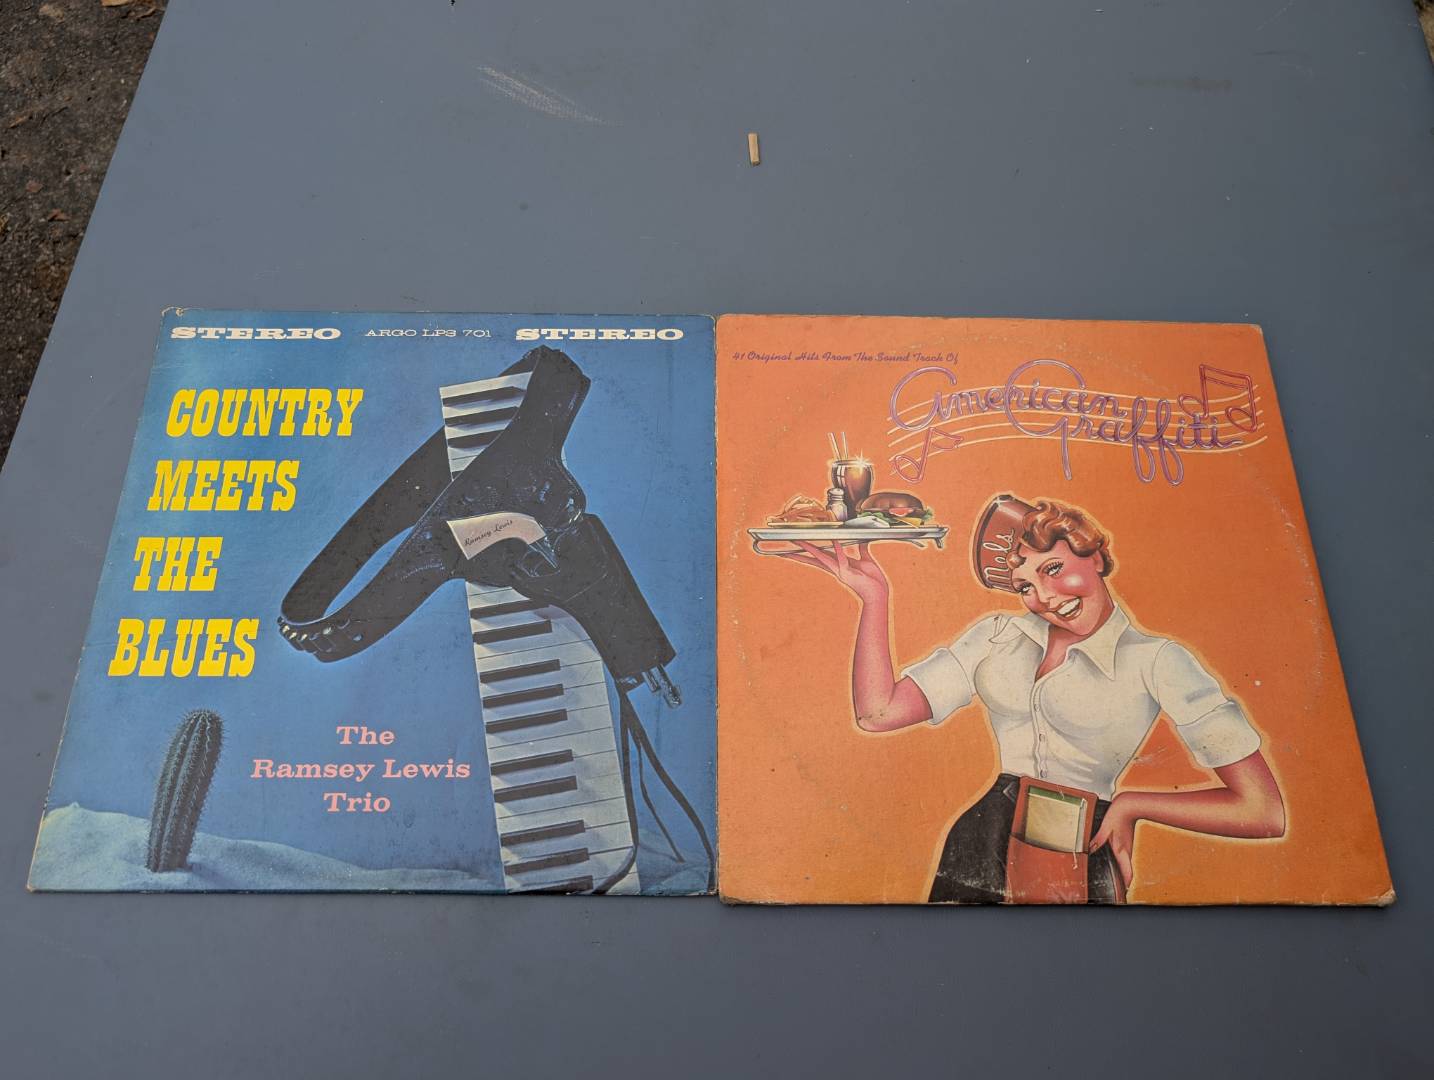 STEREO ARGO LPS 701 STEREO
COUNTRY
MEETS
THE
BLUES
Ramsey Lewis
The
Ramsey Lewis
Trio
41 Original Hits From The Sound Track Of
American
Graffiti
Mels